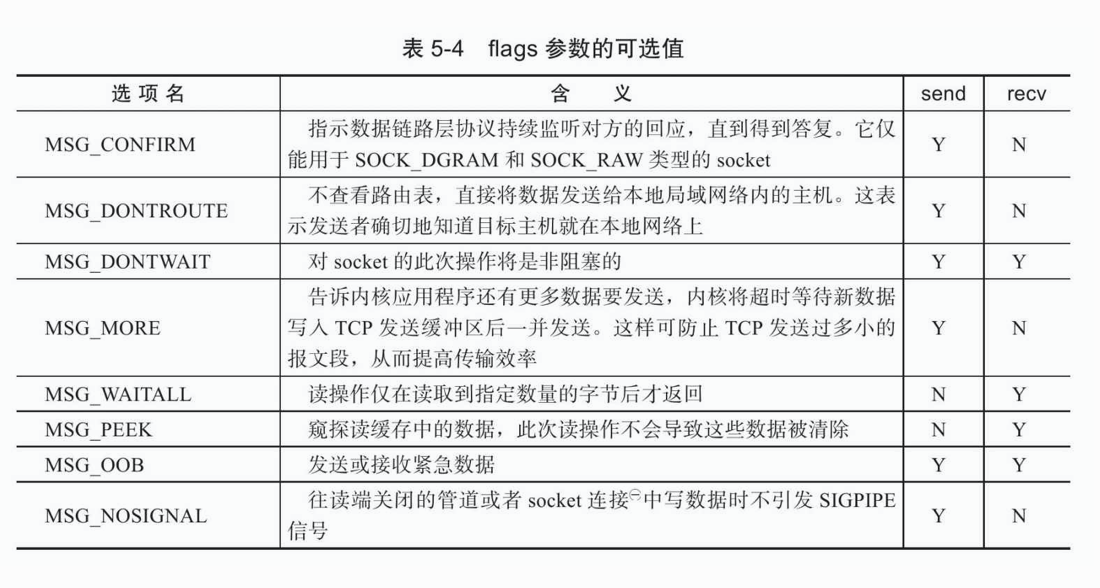 表 5-4 flags 参数的可选值
选 项 名 含 义 send recv
MSG_CONFIRM 指示数据链路层协议持续监听对方的回应，直到得到答复。它仅 Y N
能用于 SOCK_DGRAM 和 SOCK_RAW 类型的 socket
MSG_DONTROUTE 不查看路由表，直接将数据发送给本地局域网络内的主机。这表 Y N
示发送者确切地知道目标主机就在本地网络上
MSG_DONTWAIT 对 socket 的此次操作将是非阻塞的 Y Y
告诉内核应用程序还有更多数据要发送，内核将超时等待新数据
MSG_MORE 写入 TCP 发送缓冲区后一并发送。这样可防止 TCP 发送过多小的 Y N
报文段，从而提高传输效率
MSG_WAITALL 读操作仅在读取到指定数量的字节后才返回 N Y
MSG_PEEK 窥探读缓存中的数据，此次读操作不会导致这些数据被清除 N Y
MSG_OOB 发送或接收紧急数据 Y Y
MSG_NOSIGNAL 往读端关闭的管道或者 socket 连接㊀中写数据时不引发 SIGPIPE Y N
信号